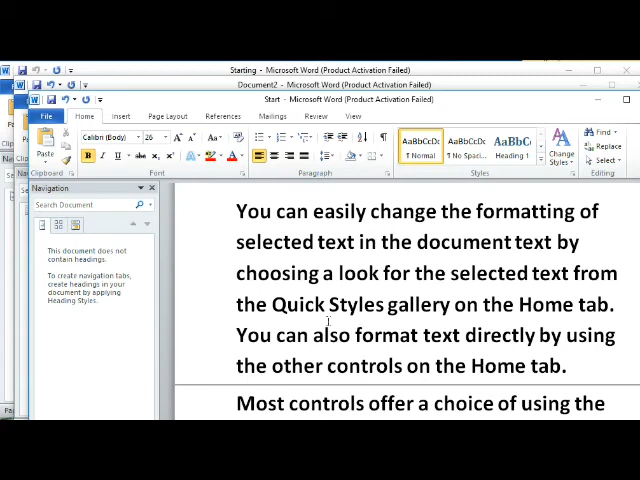 Starting - Microsoft Word (Product Activation Failed)
Document2 - Microsoft Word (Product Activation Failed)
Start - Microsoft Word (Product Activation Failed)
File Home Insert Page Layout References Mailings Review View
Calibri (Body) 26
Paste
Clipboard Font Paragraph Styles Editing
AaBbCcDc AaBbCcDc AaBbC
¶ Normal ¶ No Spaci... Heading 1
Change
Styles
Find
Replace
Select
Navigation
Search Document
This document does not
contain headings.
To create navigation tabs,
create headings in your
document by applying
Heading Styles.
You can easily change the formatting of
selected text in the document text by
choosing a look for the selected text from
the Quick Styles gallery on the Home tab.
You can also format text directly by using
the other controls on the Home tab.
Most controls offer a choice of using the